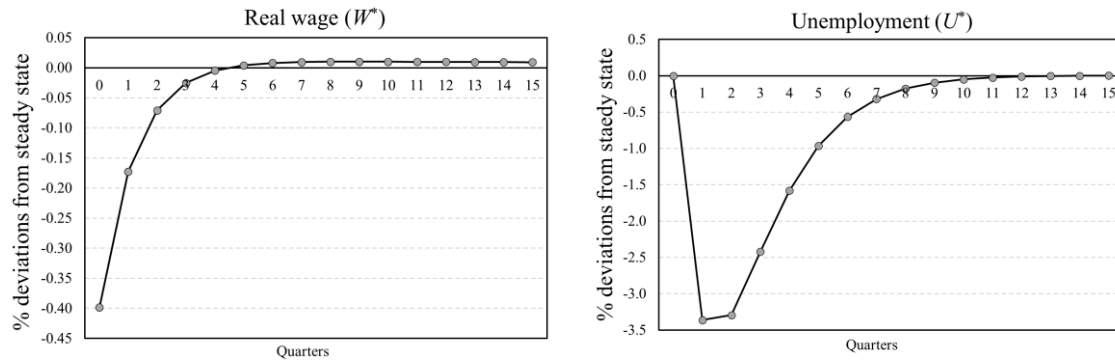 Real wage (W*)
% deviations from steady state
0.05
0.00
-0.05
-0.10
-0.15
-0.20
-0.25
-0.30
-0.35
-0.40
-0.45
0 1 2 3 4 5 6 7 8 9 10 11 12 13 14 15
Quarters
Unemployment (U*)
% deviations from staedy state
0.5
0.0
-0.5
-1.0
-1.5
-2.0
-2.5
-3.0
-3.5
0 1 2 3 4 5 6 7 8 9 10 11 12 13 14 15
Quarters